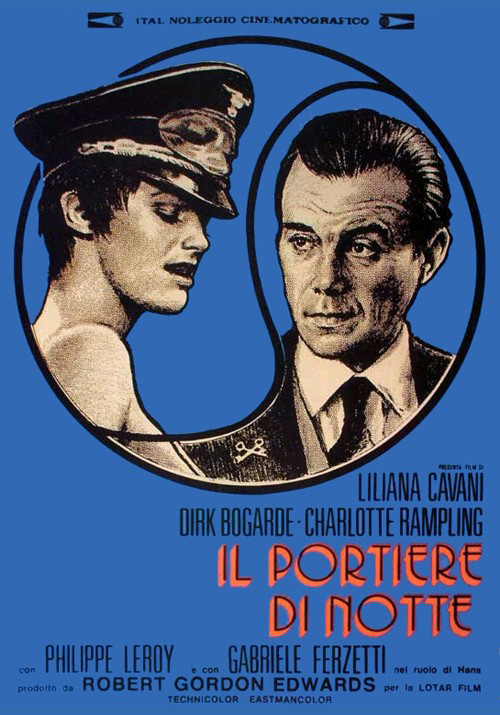 ITAL NOLEGGIO CINEMATOGRAFICO
PRESENTA FILM DI
LILIANA CAVANI
DIRK BOGARDE · CHARLOTTE RAMPLING
IL PORTIERE
DI NOTTE
con PHILIPPE LEROY e con GABRIELE FERZETTI nel ruolo di Hans
prodotto da ROBERT GORDON EDWARDS per la LOTAR FILM
TECHNICOLOR EASTMANCOLOR